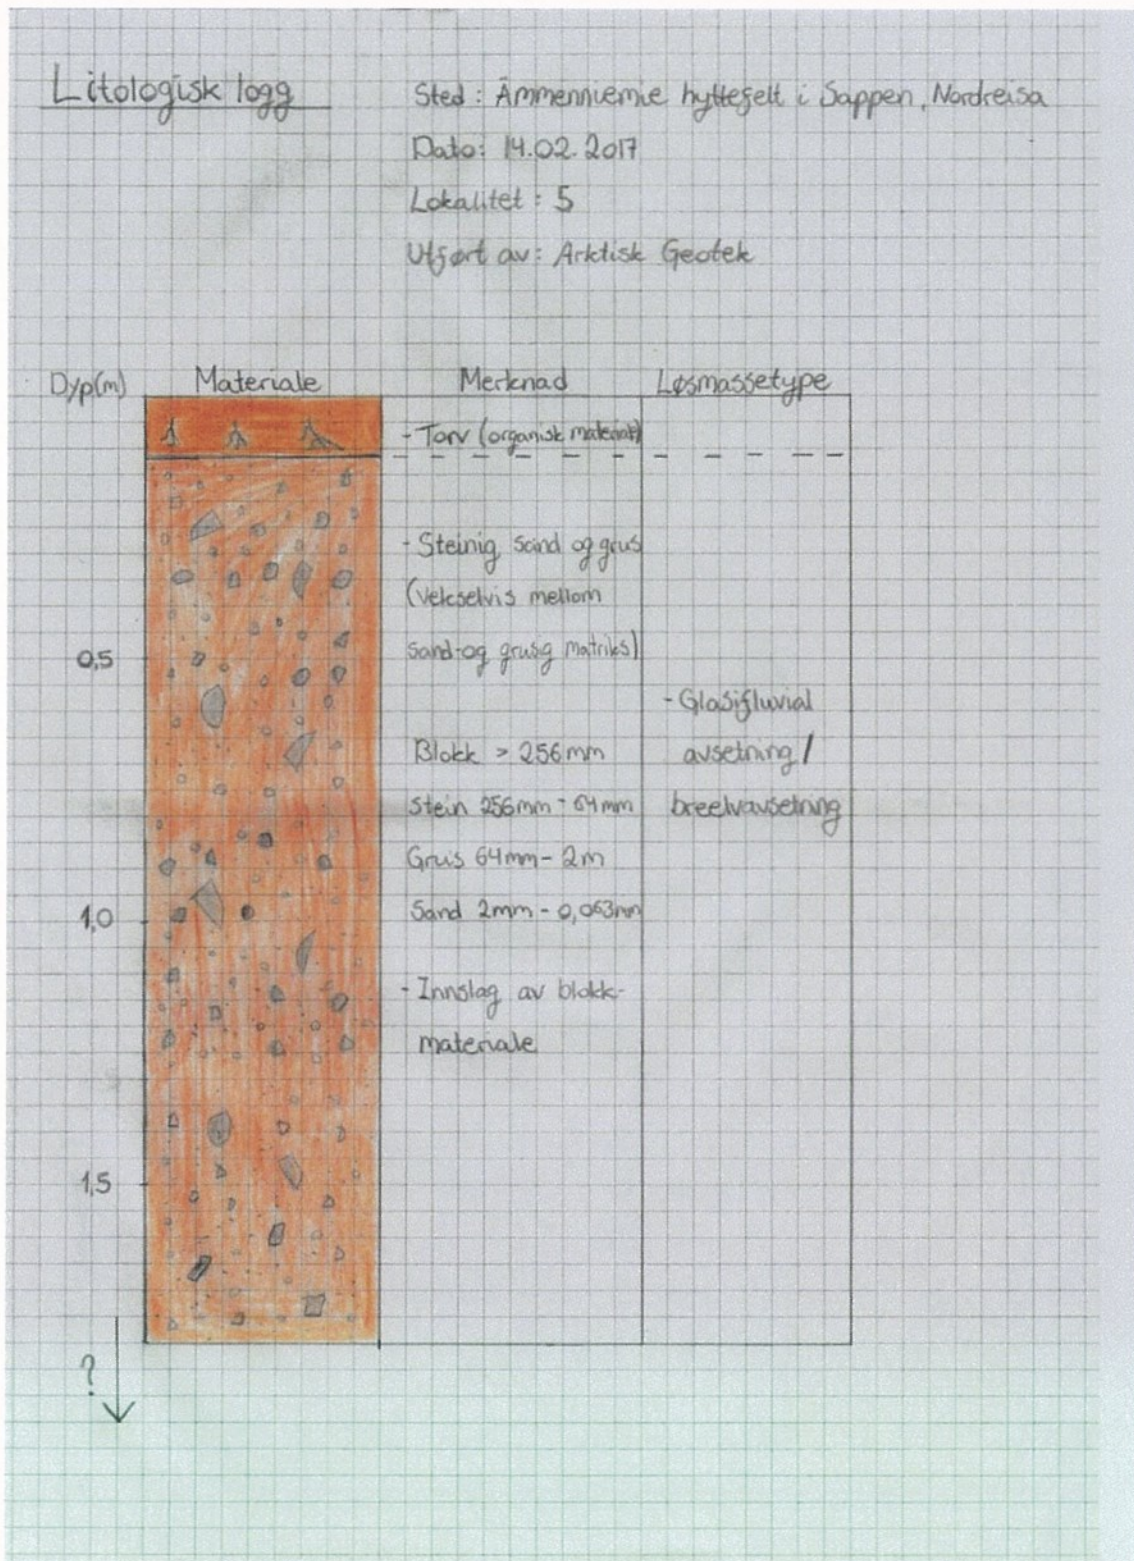 Litologisk logg
Sted: Ämmenniemie hyttefelt i Sappen, Nordreisa
Dato: 14.02.2017
Lokalitet: 5
Utført av: Arktisk Geotek
Dyp(m) Materiale Merknad Løsmassetype
- Torv (organisk materiale)
- Steinig sand og grus
(vekselvis mellom
0,5 sand-og grusig matriks)
- Glasifluvial
Blokk > 256mm avsetning /
Stein 256mm - 64mm breelvavsetning
Grus 64mm - 2m
1,0 Sand 2mm - 0,063mm
- Innslag av blokk-
materiale
1,5
?